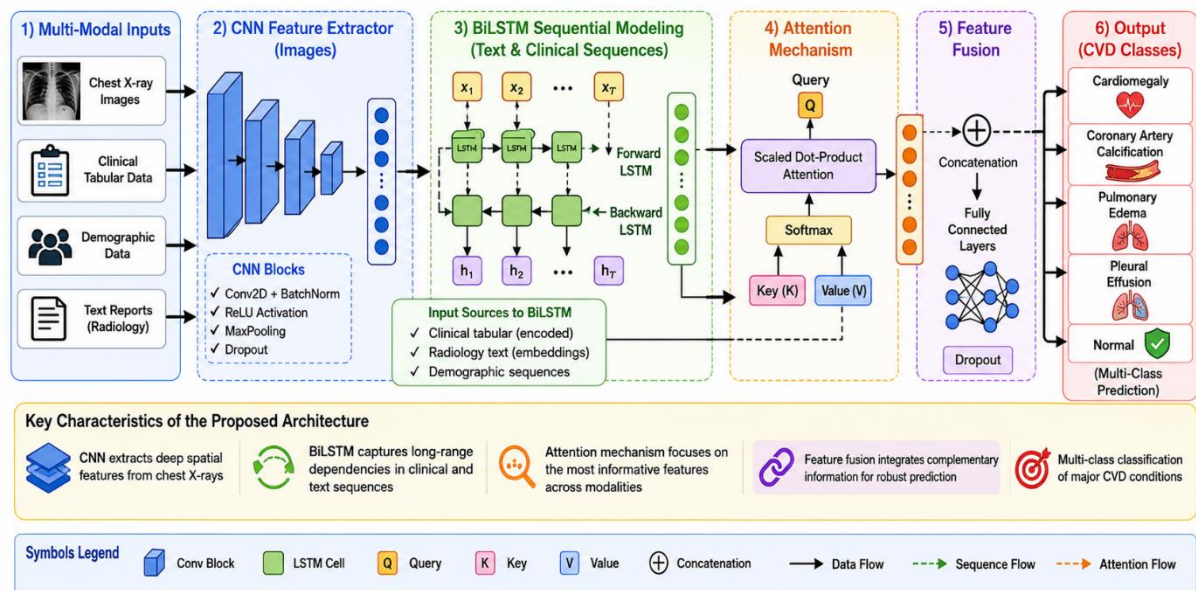 1) Multi-Modal Inputs
Chest X-ray
Images
Clinical
Tabular Data
Demographic
Data
Text Reports
(Radiology)
2) CNN Feature Extractor
(Images)
CNN Blocks
✓ Conv2D + BatchNorm
✓ ReLU Activation
✓ MaxPooling
✓ Dropout
3) BiLSTM Sequential Modeling
(Text & Clinical Sequences)
x1 x2 ••• xT
LSTM LSTM LSTM
Forward
LSTM
Backward
LSTM
h1 h2 ••• hT
Input Sources to BiLSTM
✓ Clinical tabular (encoded)
✓ Radiology text (embeddings)
✓ Demographic sequences
4) Attention
Mechanism
Query
Q
Scaled Dot-Product
Attention
Softmax
Key (K) Value (V)
5) Feature
Fusion
+
Concatenation
Fully
Connected
Layers
Dropout
6) Output
(CVD Classes)
Cardiomegaly
Coronary Artery
Calcification
Pulmonary
Edema
Pleural
Effusion
Normal
(Multi-Class
Prediction)
Key Characteristics of the Proposed Architecture
CNN extracts deep spatial
features from chest X-rays
BiLSTM captures long-range
dependencies in clinical and
text sequences
Attention mechanism focuses on
the most informative features
across modalities
Feature fusion integrates complementary
information for robust prediction
Multi-class classification
of major CVD conditions
Symbols Legend
Conv Block
LSTM Cell
Q Query
K Key
V Value
+ Concatenation
Data Flow
Sequence Flow
Attention Flow